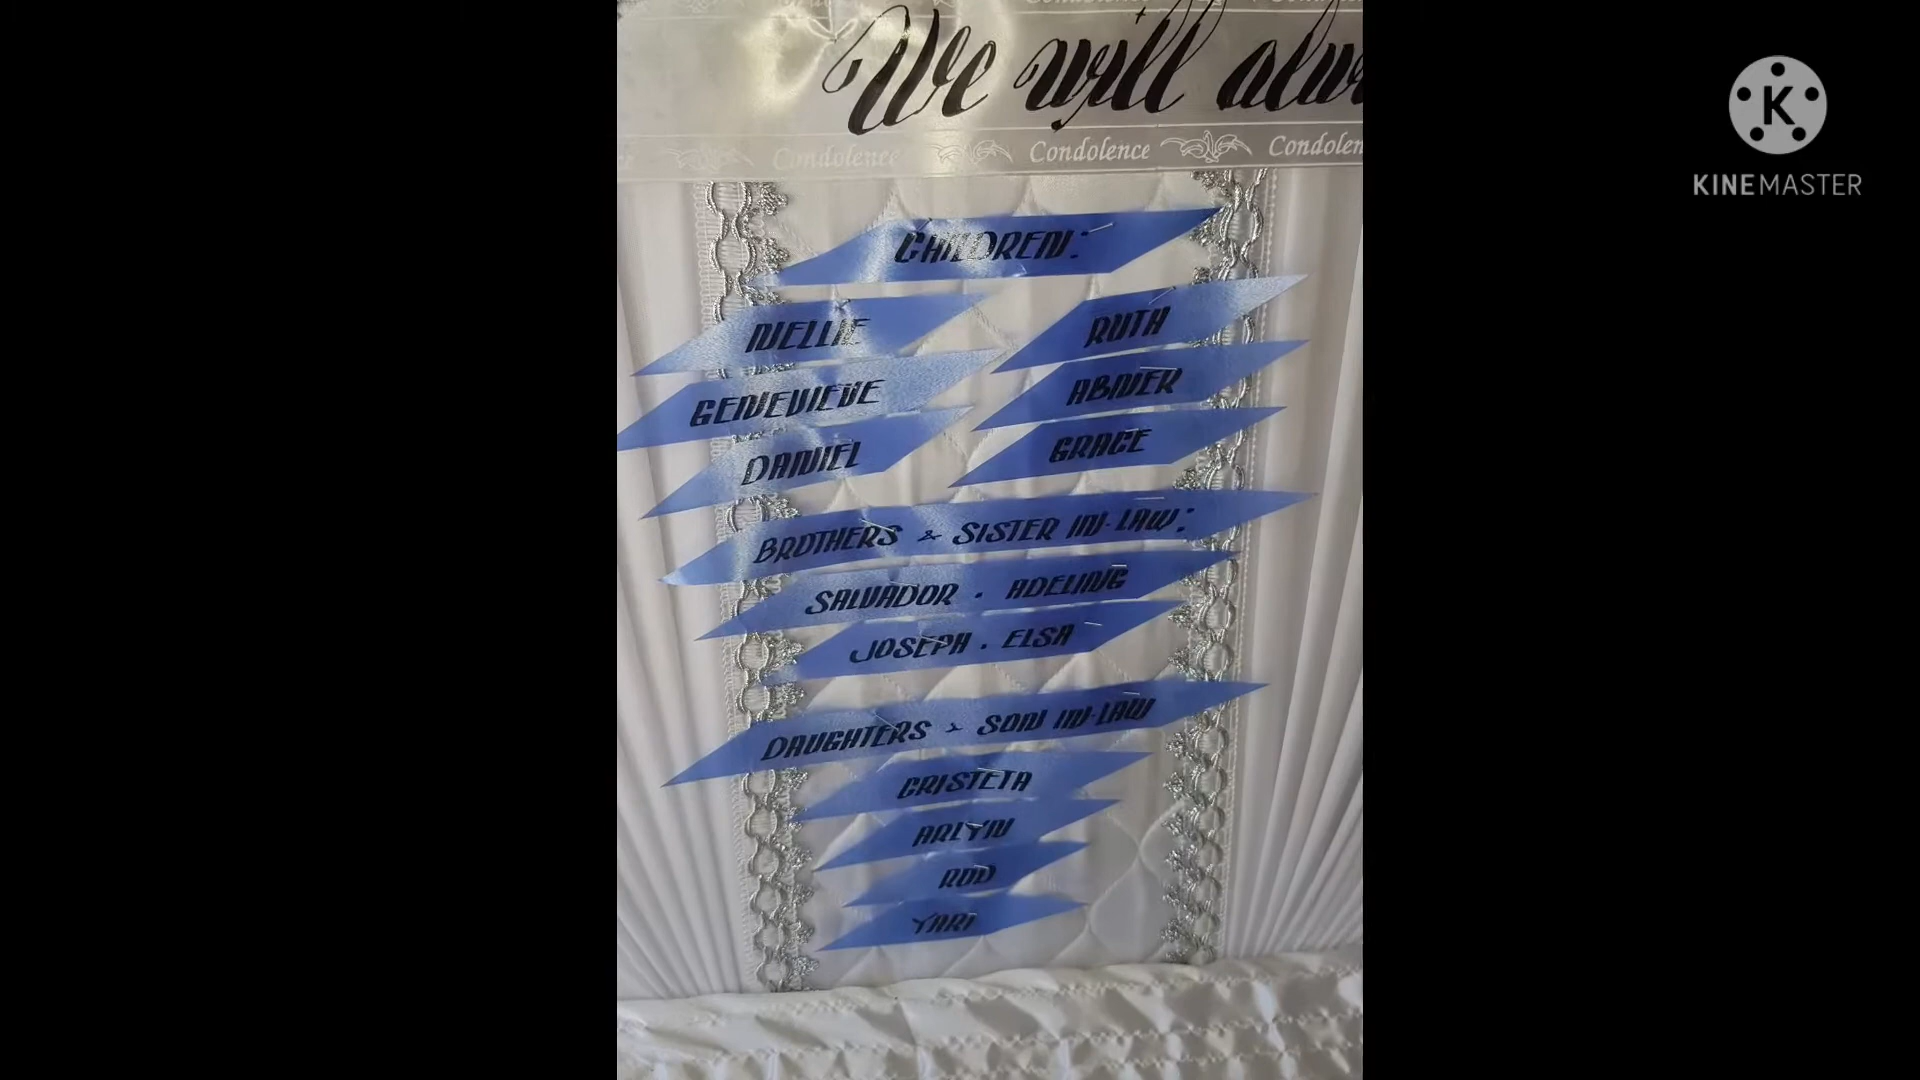 We will alw
Condolence Condolence Condolen
CHILDREN:
NELLIE RUTH
GENEVIEVE ABNER
DANIEL GRACE
BROTHERS & SISTER IN-LAW:
SALVADOR . ADELING
JOSEPH . ELSA
DAUGHTERS & SON IN-LAW
CRISTETA
ARLYN
ROD
YARI
K
KINEMASTER